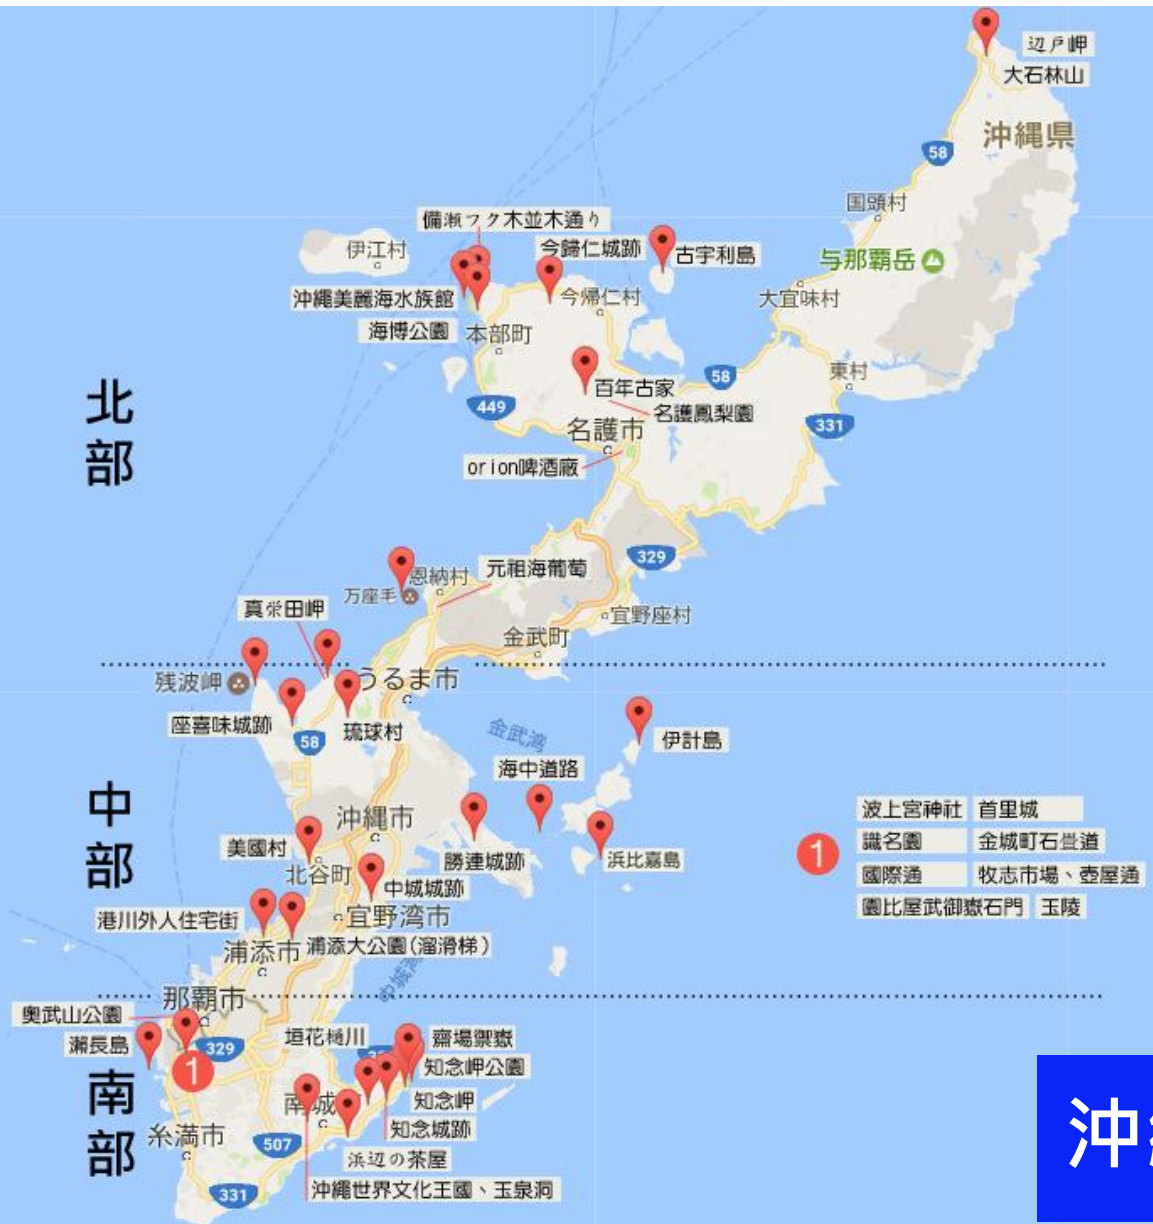 辺戸岬
大石林山
沖縄県
58
国頭村
備瀬フク木並木通り
今歸仁城跡
古宇利島
伊江村
与那覇岳
沖繩美麗海水族館
今帰仁村
大宜味村
海博公園
本部町
北部
百年古家
58
東村
449
名護鳳梨園
331
名護市
orion啤酒廠
329
元祖海葡萄
恩納村
万座毛
真栄田岬
宜野座村
金武町
残波岬
うるま市
座喜味城跡
琉球村
58
金武湾
伊計島
海中道路
中部
沖縄市
美國村
北谷町
勝連城跡
浜比嘉島
中城城跡
1
波上宮神社 首里城
識名園 金城町石畳道
國際通 牧志市場、壺屋通
園比屋武御嶽石門 玉陵
港川外人住宅街
宜野湾市
浦添市
浦添大公園(溜滑梯)
中城湾
那覇市
奧武山公園
瀨長島
329
1
垣花樋川
齋場禦嶽
知念岬公園
南部
南城
知念岬
知念城跡
糸満市
507
浜辺の茶屋
331
沖繩世界文化王國、玉泉洞
沖